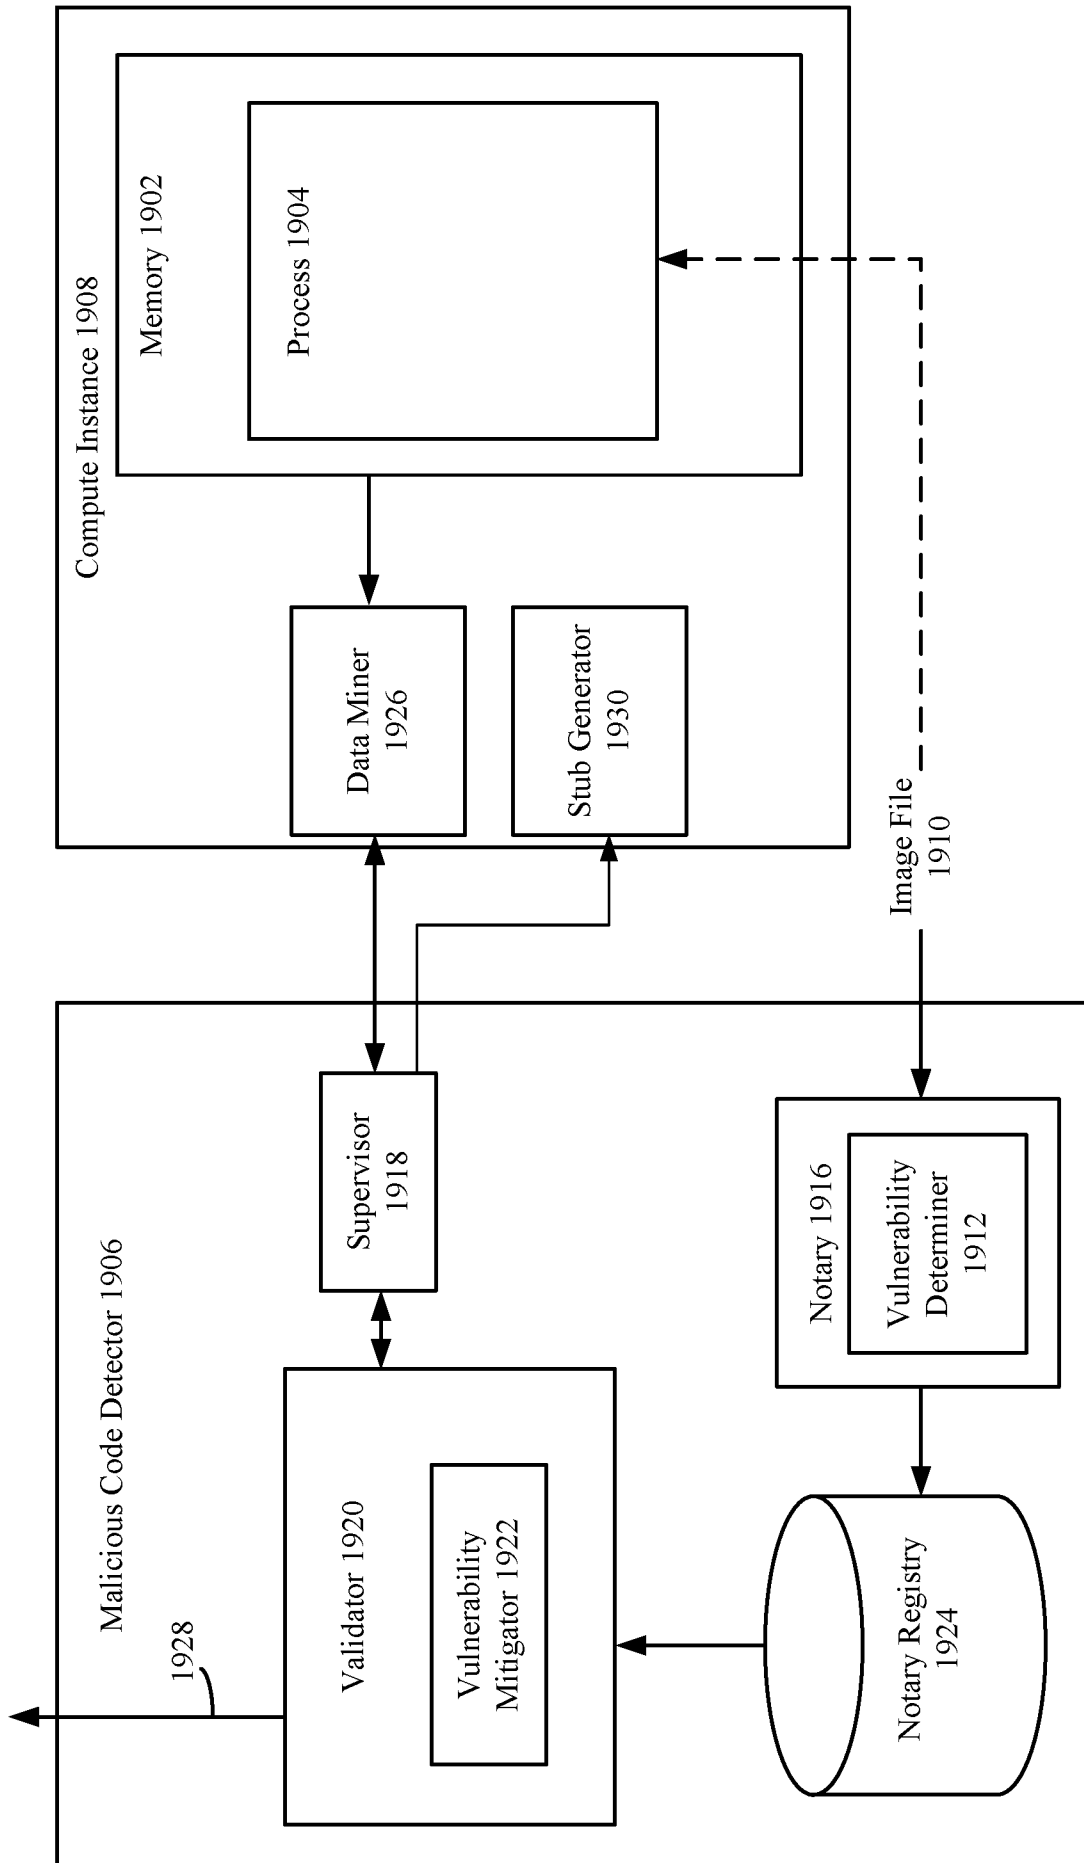 Malicious Code Detector 1906
1928
Validator 1920
Vulnerability
Mitigator 1922
Supervisor
1918
Notary Registry
1924
Notary 1916
Vulnerability
Determiner
1912
Image File
1910
Compute Instance 1908
Memory 1902
Process 1904
Data Miner
1926
Stub Generator
1930